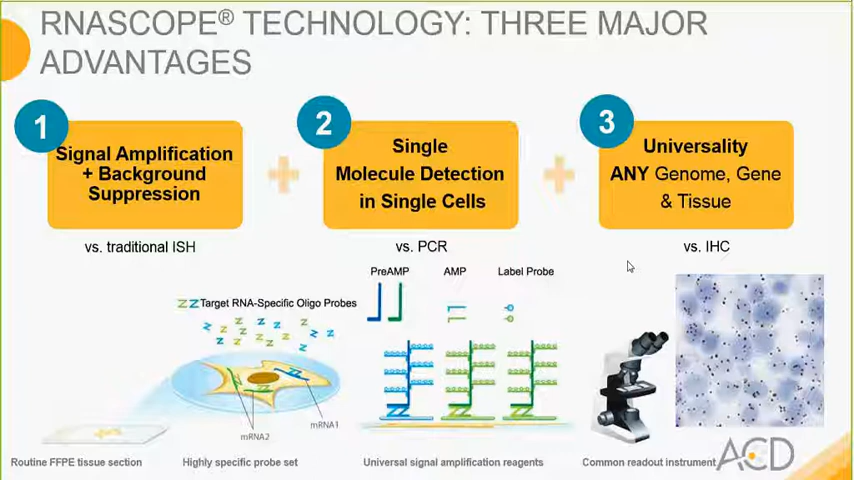 RNASCOPE® TECHNOLOGY: THREE MAJOR
ADVANTAGES
1
Signal Amplification
+ Background
Suppression
vs. traditional ISH
2
Single
Molecule Detection
in Single Cells
vs. PCR
3
Universality
ANY Genome, Gene
& Tissue
vs. IHC
PreAMP
AMP
Label Probe
Target RNA-Specific Oligo Probes
mRNA1
mRNA2
Routine FFPE tissue section
Highly specific probe set
Universal signal amplification reagents
Common readout instrument
ACD